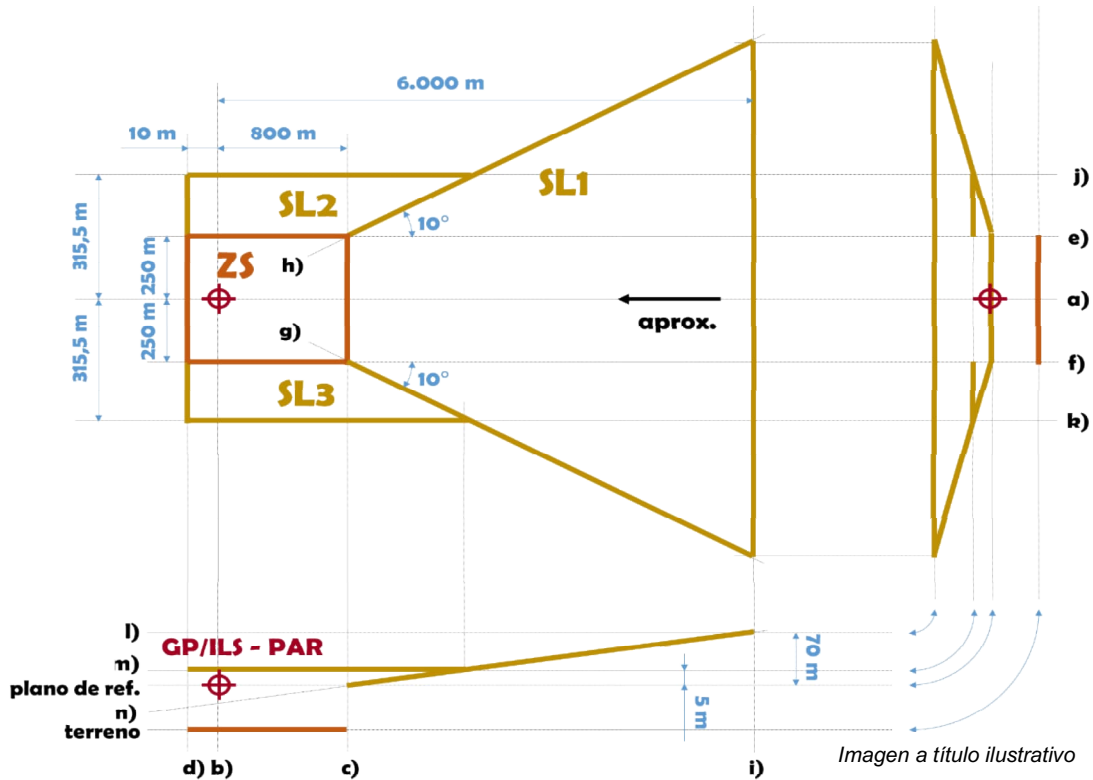 6.000 m
10 m
800 m
j)
SL2
SL1
10°
315,5 m
250 m
ZS
h)
e)
a)
aprox.
315,5 m
250 m
g)
f)
10°
SL3
k)
l)
GP/ILS - PAR
m)
70 m
plano de ref.
n)
5 m
terreno
Imagen a título ilustrativo
d) b)
c)
i)